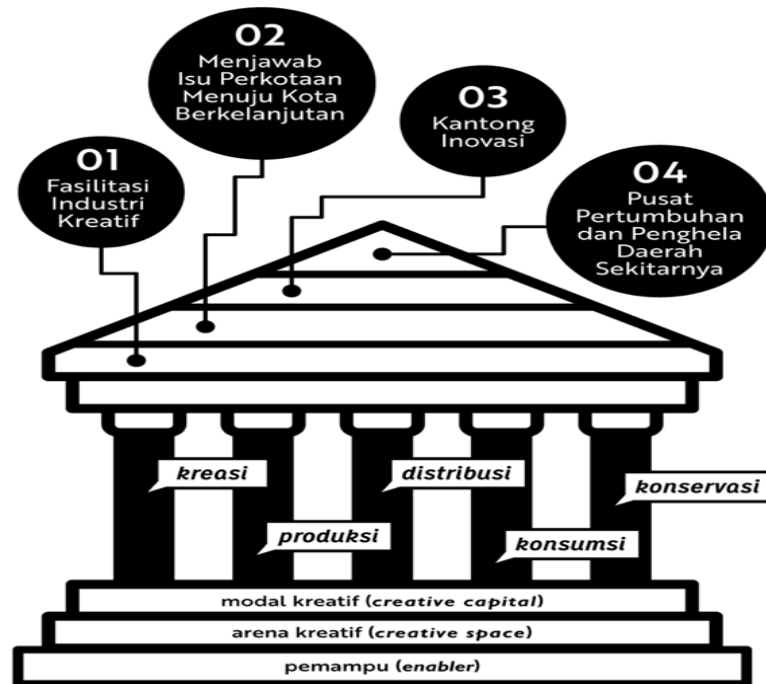 01
Fasilitasi
Industri
Kreatif
02
Menjawab
Isu Perkotaan
Menuju Kota
Berkelanjutan
03
Kantong
Inovasi
04
Pusat
Pertumbuhan
dan Penghela
Daerah
Sekitarnya
kreasi
produksi
distribusi
konsumsi
konservasi
modal kreatif (creative capital)
arena kreatif (creative space)
pemampu (enabler)